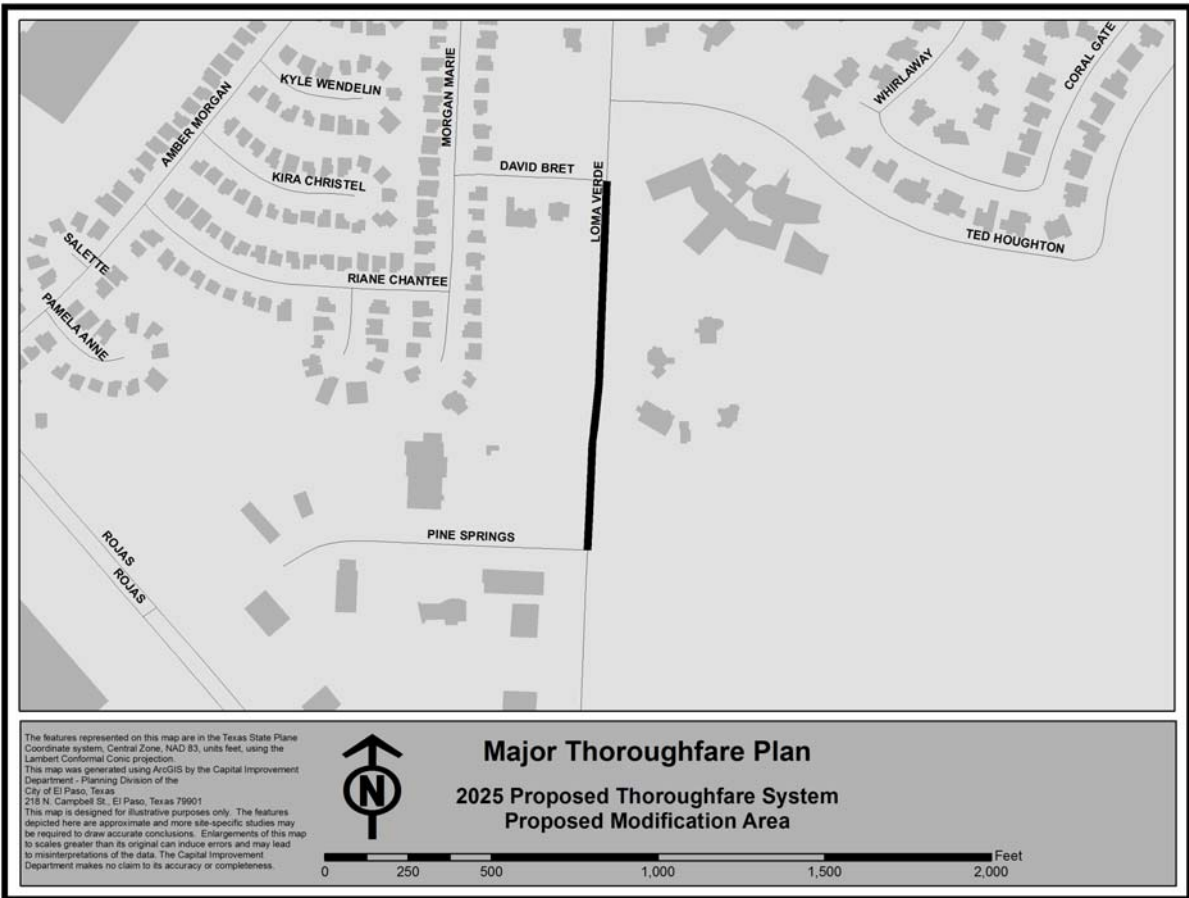 CORAL GATE
WHIRLAWAY
MORGAN MARIE
KYLE WENDELIN
AMBER MORGAN
DAVID BRET
KIRA CHRISTEL
LOMA VERDE
TED HOUGHTON
SALETTE
RIANE CHANTEE
PAMELA ANNE
PINE SPRINGS
ROJAS
ROJAS
The features represented on this map are in the Texas State Plane
Coordinate system, Central Zone, NAD 83, units feet, using the
Lambert Conformal Conic projection.
This map was generated using ArcGIS by the Capital Improvement
Department - Planning Division of the
City of El Paso, Texas
218 N. Campbell St., El Paso, Texas 79901
This map is designed for illustrative purposes only. The features
depicted here are approximate and more site-specific studies may
be required to draw accurate conclusions. Enlargements of this map
to scales greater than its original can induce errors and may lead
to misinterpretations of the data. The Capital Improvement
Department makes no claim to its accuracy or completeness.
N
Major Thoroughfare Plan
2025 Proposed Thoroughfare System
Proposed Modification Area
Feet
0 250 500 1,000 1,500 2,000